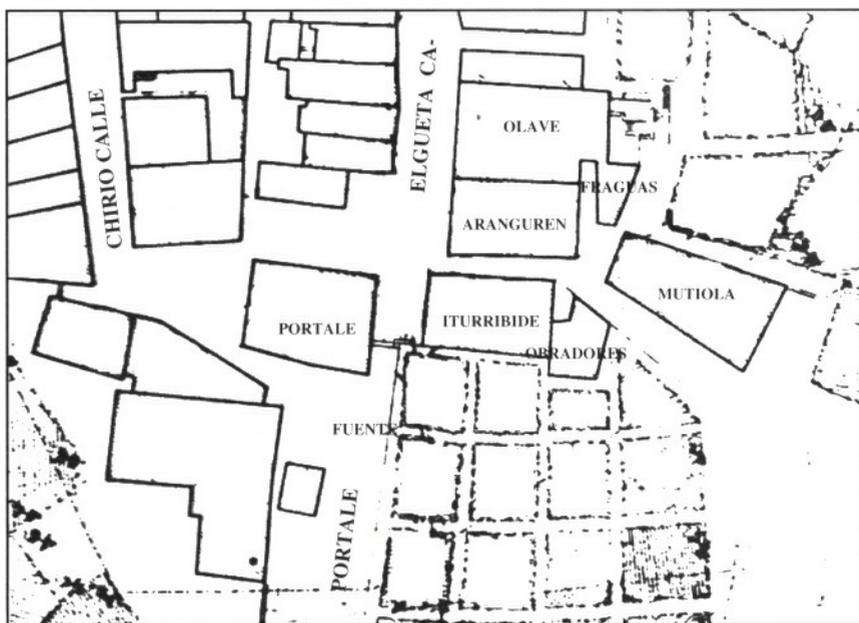 CHIRIO CALLE
ELGUETA CA-
OLAVE
FRAGUAS
ARANGUREN
MUTIOLA
PORTALE
ITURRIBIDE
OBRADORES
FUENTE
PORTALE